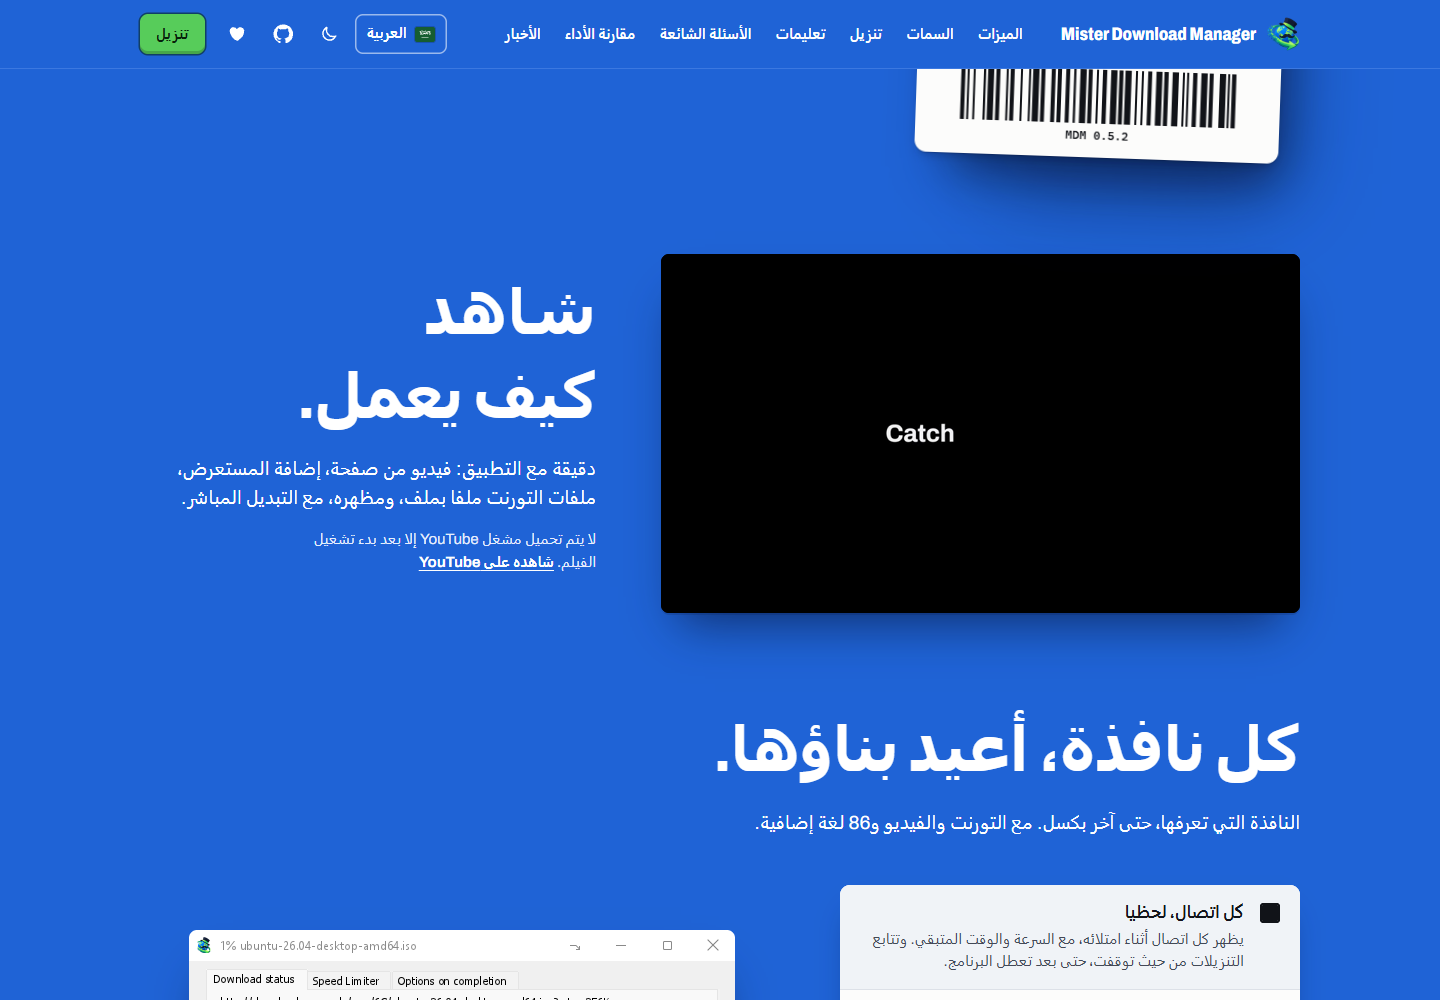 Mister Download Manager
الميزات
السمات
تنزيل
تعليمات
الأسئلة الشائعة
مقارنة الأداء
الأخبار
العربية
تنزيل
MDM 0.5.2
Catch
شاهد
كيف يعمل.
دقيقة مع التطبيق: فيديو من صفحة، إضافة المستعرض،
ملفات التورنت ملفا بملف، ومظهره، مع التبديل المباشر.
لا يتم تحميل مشغل YouTube إلا بعد بدء تشغيل
الفيلم. شاهده على YouTube
كل نافذة، أعيد بناؤها.
النافذة التي تعرفها، حتى آخر بكسل. مع التورنت والفيديو و86 لغة إضافية.
كل اتصال، لحظيا
يظهر كل اتصال أثناء امتلائه، مع السرعة والوقت المتبقي. وتتابع
التنزيلات من حيث توقفت، حتى بعد تعطل البرنامج.
1% ubuntu-26.04-desktop-amd64.iso
Download status
Speed Limiter
Options on completion